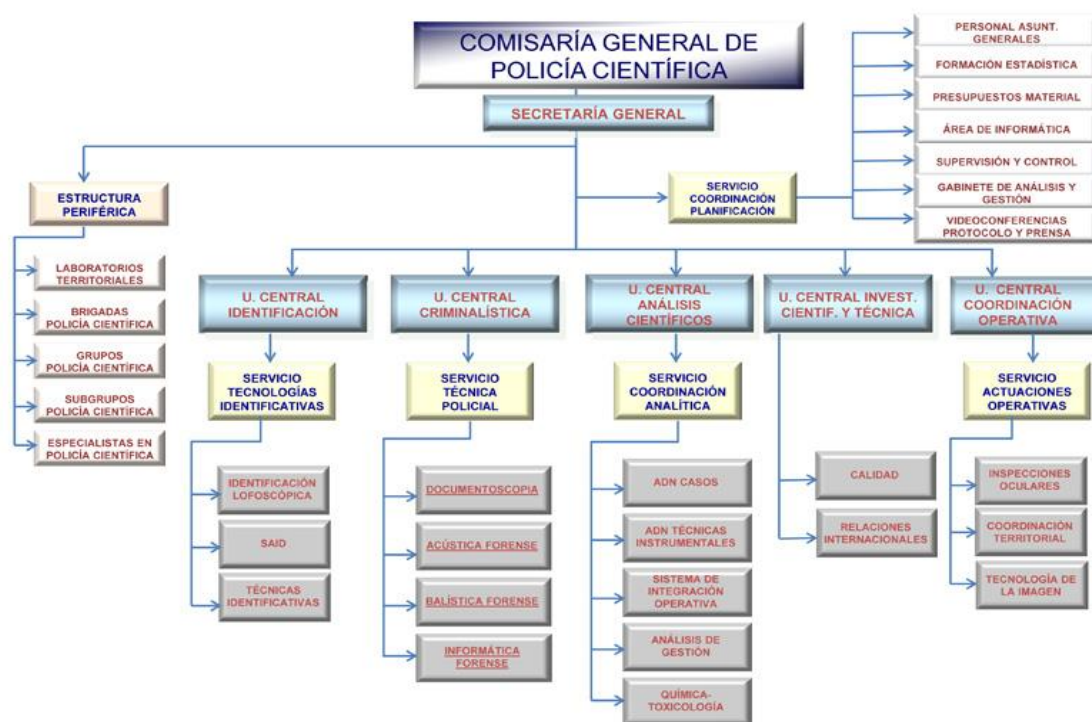 COMISARÍA GENERAL DE
POLICÍA CIENTÍFICA
SECRETARÍA GENERAL
PERSONAL ASUNT.
GENERALES
FORMACIÓN ESTADÍSTICA
PRESUPUESTOS MATERIAL
ÁREA DE INFORMÁTICA
SUPERVISIÓN Y CONTROL
GABINETE DE ANÁLISIS Y
GESTIÓN
VIDEOCONFERENCIAS
PROTOCOLO Y PRENSA
SERVICIO
COORDINACIÓN
PLANIFICACIÓN
ESTRUCTURA
PERIFÉRICA
LABORATORIOS
TERRITORIALES
BRIGADAS
POLICÍA CIENTÍFICA
GRUPOS
POLICÍA CIENTÍFICA
SUBGRUPOS
POLICÍA CIENTÍFICA
ESPECIALISTAS EN
POLICÍA CIENTÍFICA
U. CENTRAL
IDENTIFICACIÓN
SERVICIO
TECNOLOGÍAS
IDENTIFICATIVAS
IDENTIFICACIÓN
LOFOSCÓPICA
SAID
TÉCNICAS
IDENTIFICATIVAS
U. CENTRAL
CRIMINALÍSTICA
SERVICIO
TÉCNICA
POLICIAL
DOCUMENTOSCOPIA
ACÚSTICA FORENSE
BALÍSTICA FORENSE
INFORMÁTICA
FORENSE
U. CENTRAL
ANÁLISIS
CIENTÍFICOS
SERVICIO
COORDINACIÓN
ANALÍTICA
ADN CASOS
ADN TÉCNICAS
INSTRUMENTALES
SISTEMA DE
INTEGRACIÓN
OPERATIVA
ANÁLISIS DE
GESTIÓN
QUÍMICA-
TOXICOLOGÍA
U. CENTRAL INVEST.
CIENTIF. Y TÉCNICA
CALIDAD
RELACIONES
INTERNACIONALES
U. CENTRAL
COORDINACIÓN
OPERATIVA
SERVICIO
ACTUACIONES
OPERATIVAS
INSPECCIONES
OCULARES
COORDINACIÓN
TERRITORIAL
TECNOLOGÌA DE
LA IMAGEN